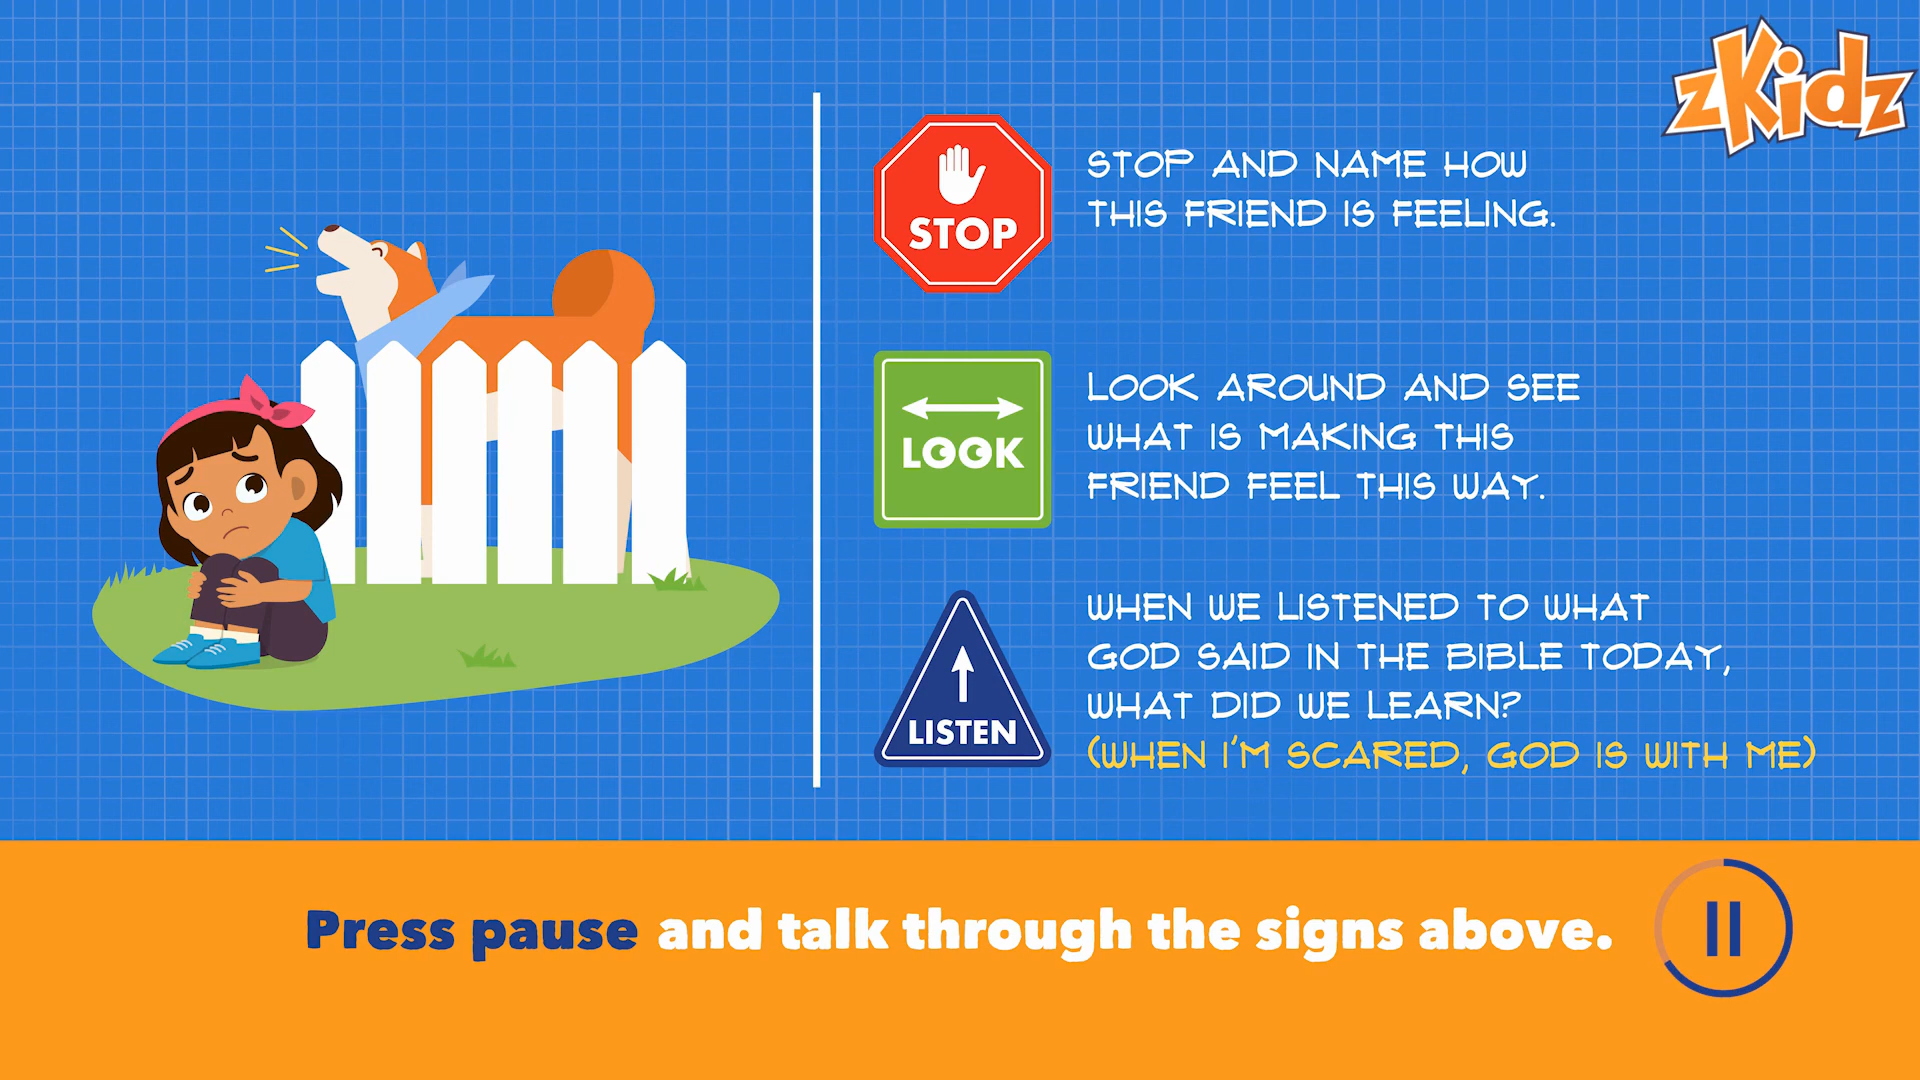 zKidz
STOP
STOP AND NAME HOW
THIS FRIEND IS FEELING.
LOOK
LOOK AROUND AND SEE
WHAT IS MAKING THIS
FRIEND FEEL THIS WAY.
LISTEN
WHEN WE LISTENED TO WHAT
GOD SAID IN THE BIBLE TODAY,
WHAT DID WE LEARN?
(WHEN I'M SCARED, GOD IS WITH ME)
Press pause and talk through the signs above.